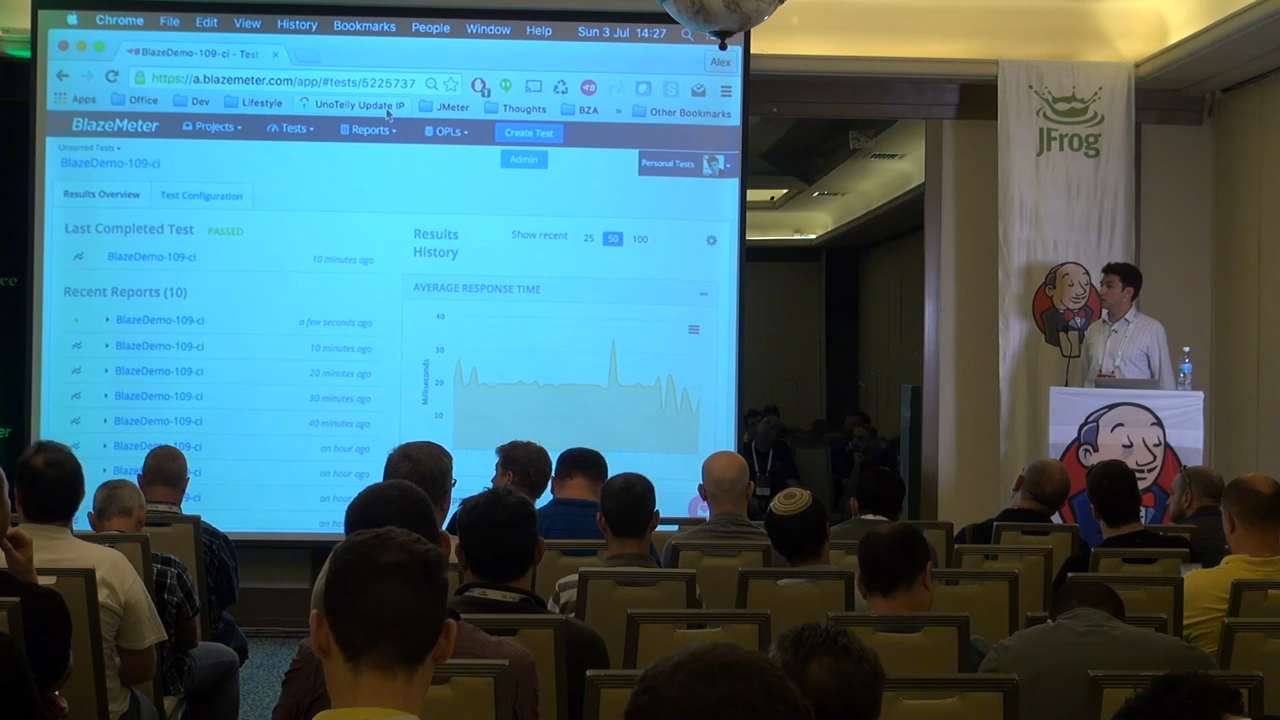 Chrome File Edit View History Bookmarks People Window Help Sun 3 Jul 14:27
BlazeDemo-109-ci - Test
Alex
https://a.blazemeter.com/app/#tests/5225737
Apps Office Dev Lifestyle UnoTelly Update IP JMeter Thoughts BZA » Other Bookmarks
BlazeMeter Projects Tests Reports OPLs Create Test
Unsorted Tests
BlazeDemo-109-ci
Admin
Personal Tests
Results Overview Test Configuration
Last Completed Test PASSED
BlazeDemo-109-ci 10 minutes ago
Recent Reports (10)
BlazeDemo-109-ci a few seconds ago
BlazeDemo-109-ci 10 minutes ago
BlazeDemo-109-ci 20 minutes ago
BlazeDemo-109-ci 30 minutes ago
BlazeDemo-109-ci 40 minutes ago
BlazeDemo-109-ci an hour ago
an hour ago
Results History
Show recent 25 50 100
AVERAGE RESPONSE TIME
40
30
20
10
Milliseconds
JFrog